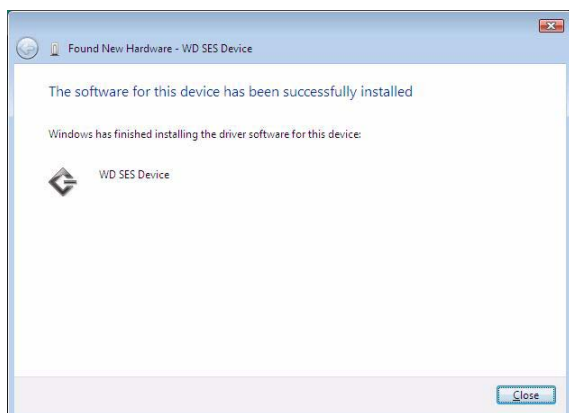 Found New Hardware - WD SES Device
The software for this device has been successfully installed
Windows has finished installing the driver software for this device:
WD SES Device
Close